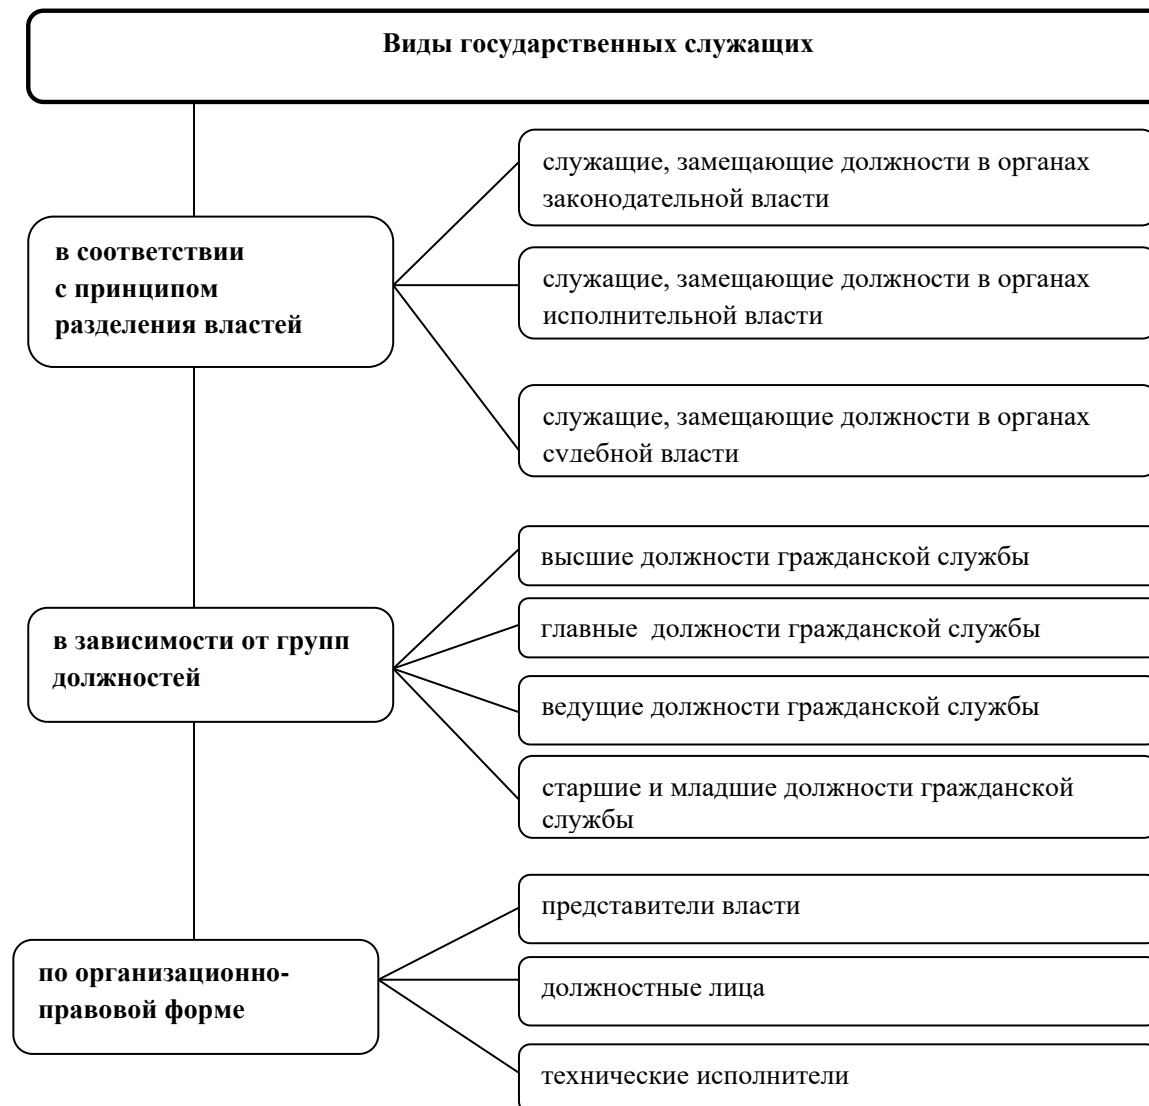 Виды государственных служащих
служащие, замещающие должности в органах
законодательной власти
в соответствии
с принципом
разделения властей
служащие, замещающие должности в органах
исполнительной власти
служащие, замещающие должности в органах
судебной власти
высшие должности гражданской службы
в зависимости от групп
должностей
главные должности гражданской службы
ведущие должности гражданской службы
старшие и младшие должности гражданской
службы
представители власти
по организационно-
правовой форме
должностные лица
технические исполнители